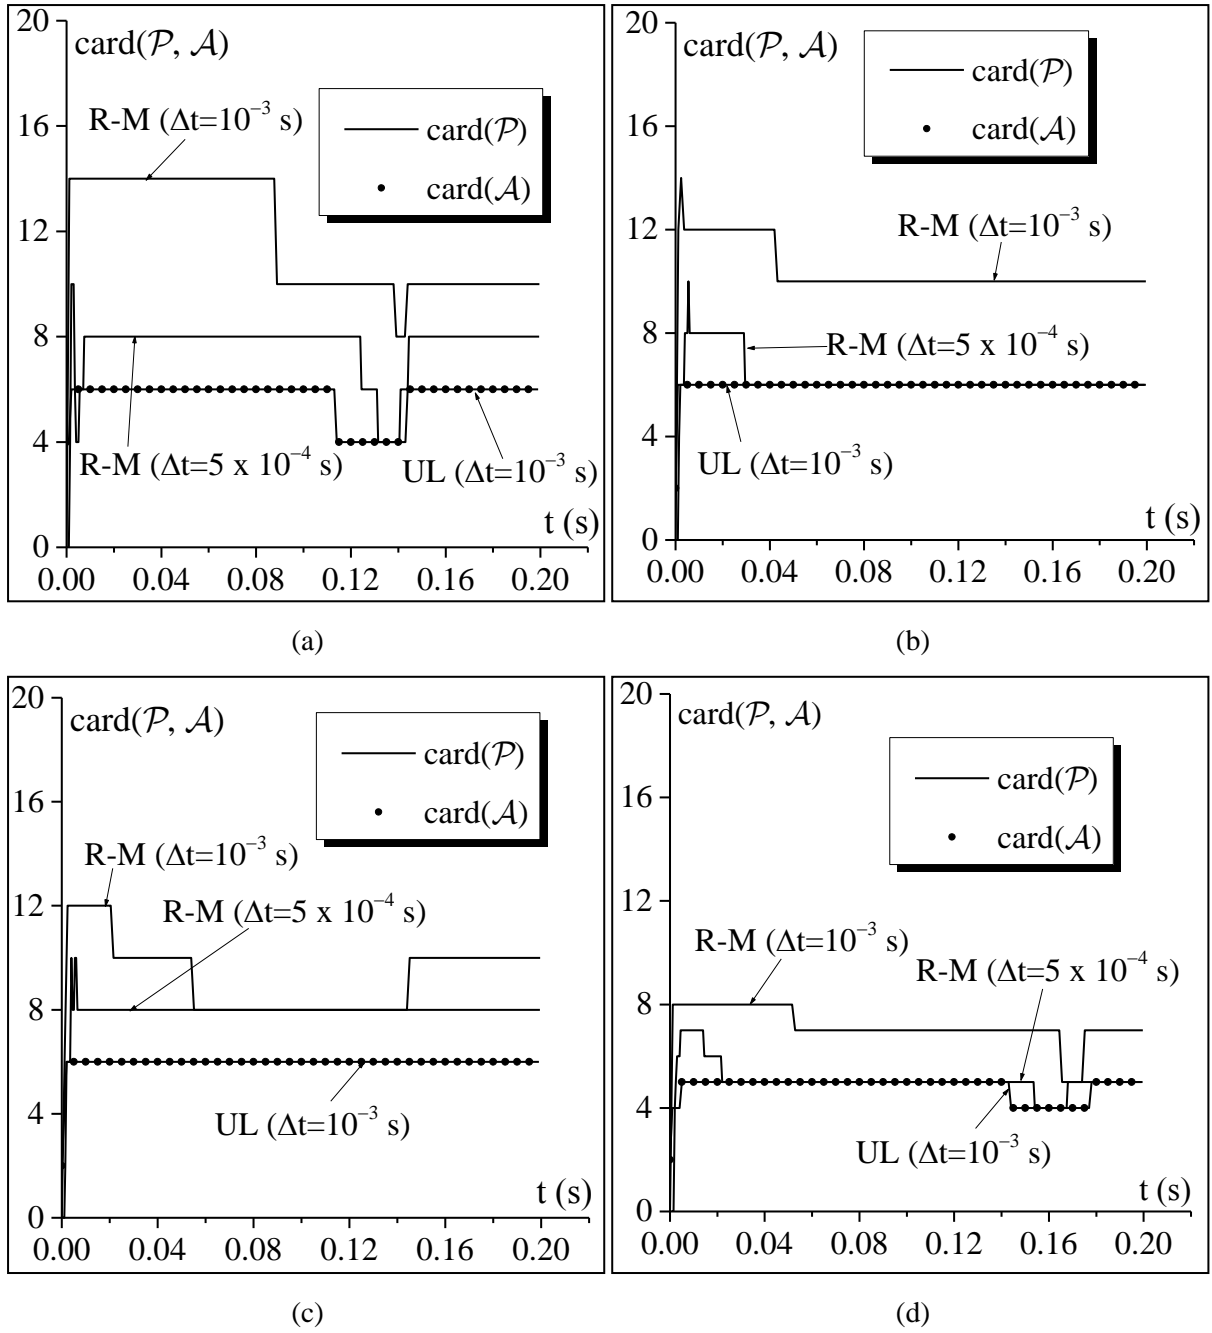 20
card(𝒫, 𝒜)
16
R-M (Δt=10⁻³ s)
card(𝒫)
card(𝒜)
12
8
4
R-M (Δt=5 x 10⁻⁴ s)
UL (Δt=10⁻³ s)
t (s)
0
0.00 0.04 0.08 0.12 0.16 0.20
(a)
20
card(𝒫, 𝒜)
card(𝒫)
16
card(𝒜)
12
R-M (Δt=10⁻³ s)
8
R-M (Δt=5 x 10⁻⁴ s)
4
UL (Δt=10⁻³ s)
t (s)
0
0.00 0.04 0.08 0.12 0.16 0.20
(b)
20
card(𝒫, 𝒜)
card(𝒫)
16
card(𝒜)
R-M (Δt=10⁻³ s)
12
R-M (Δt=5 x 10⁻⁴ s)
8
4
UL (Δt=10⁻³ s)
t (s)
0
0.00 0.04 0.08 0.12 0.16 0.20
(c)
20
card(𝒫, 𝒜)
card(𝒫)
16
card(𝒜)
12
R-M (Δt=10⁻³ s)
R-M (Δt=5 x 10⁻⁴ s)
8
4
UL (Δt=10⁻³ s)
t (s)
0
0.00 0.04 0.08 0.12 0.16 0.20
(d)